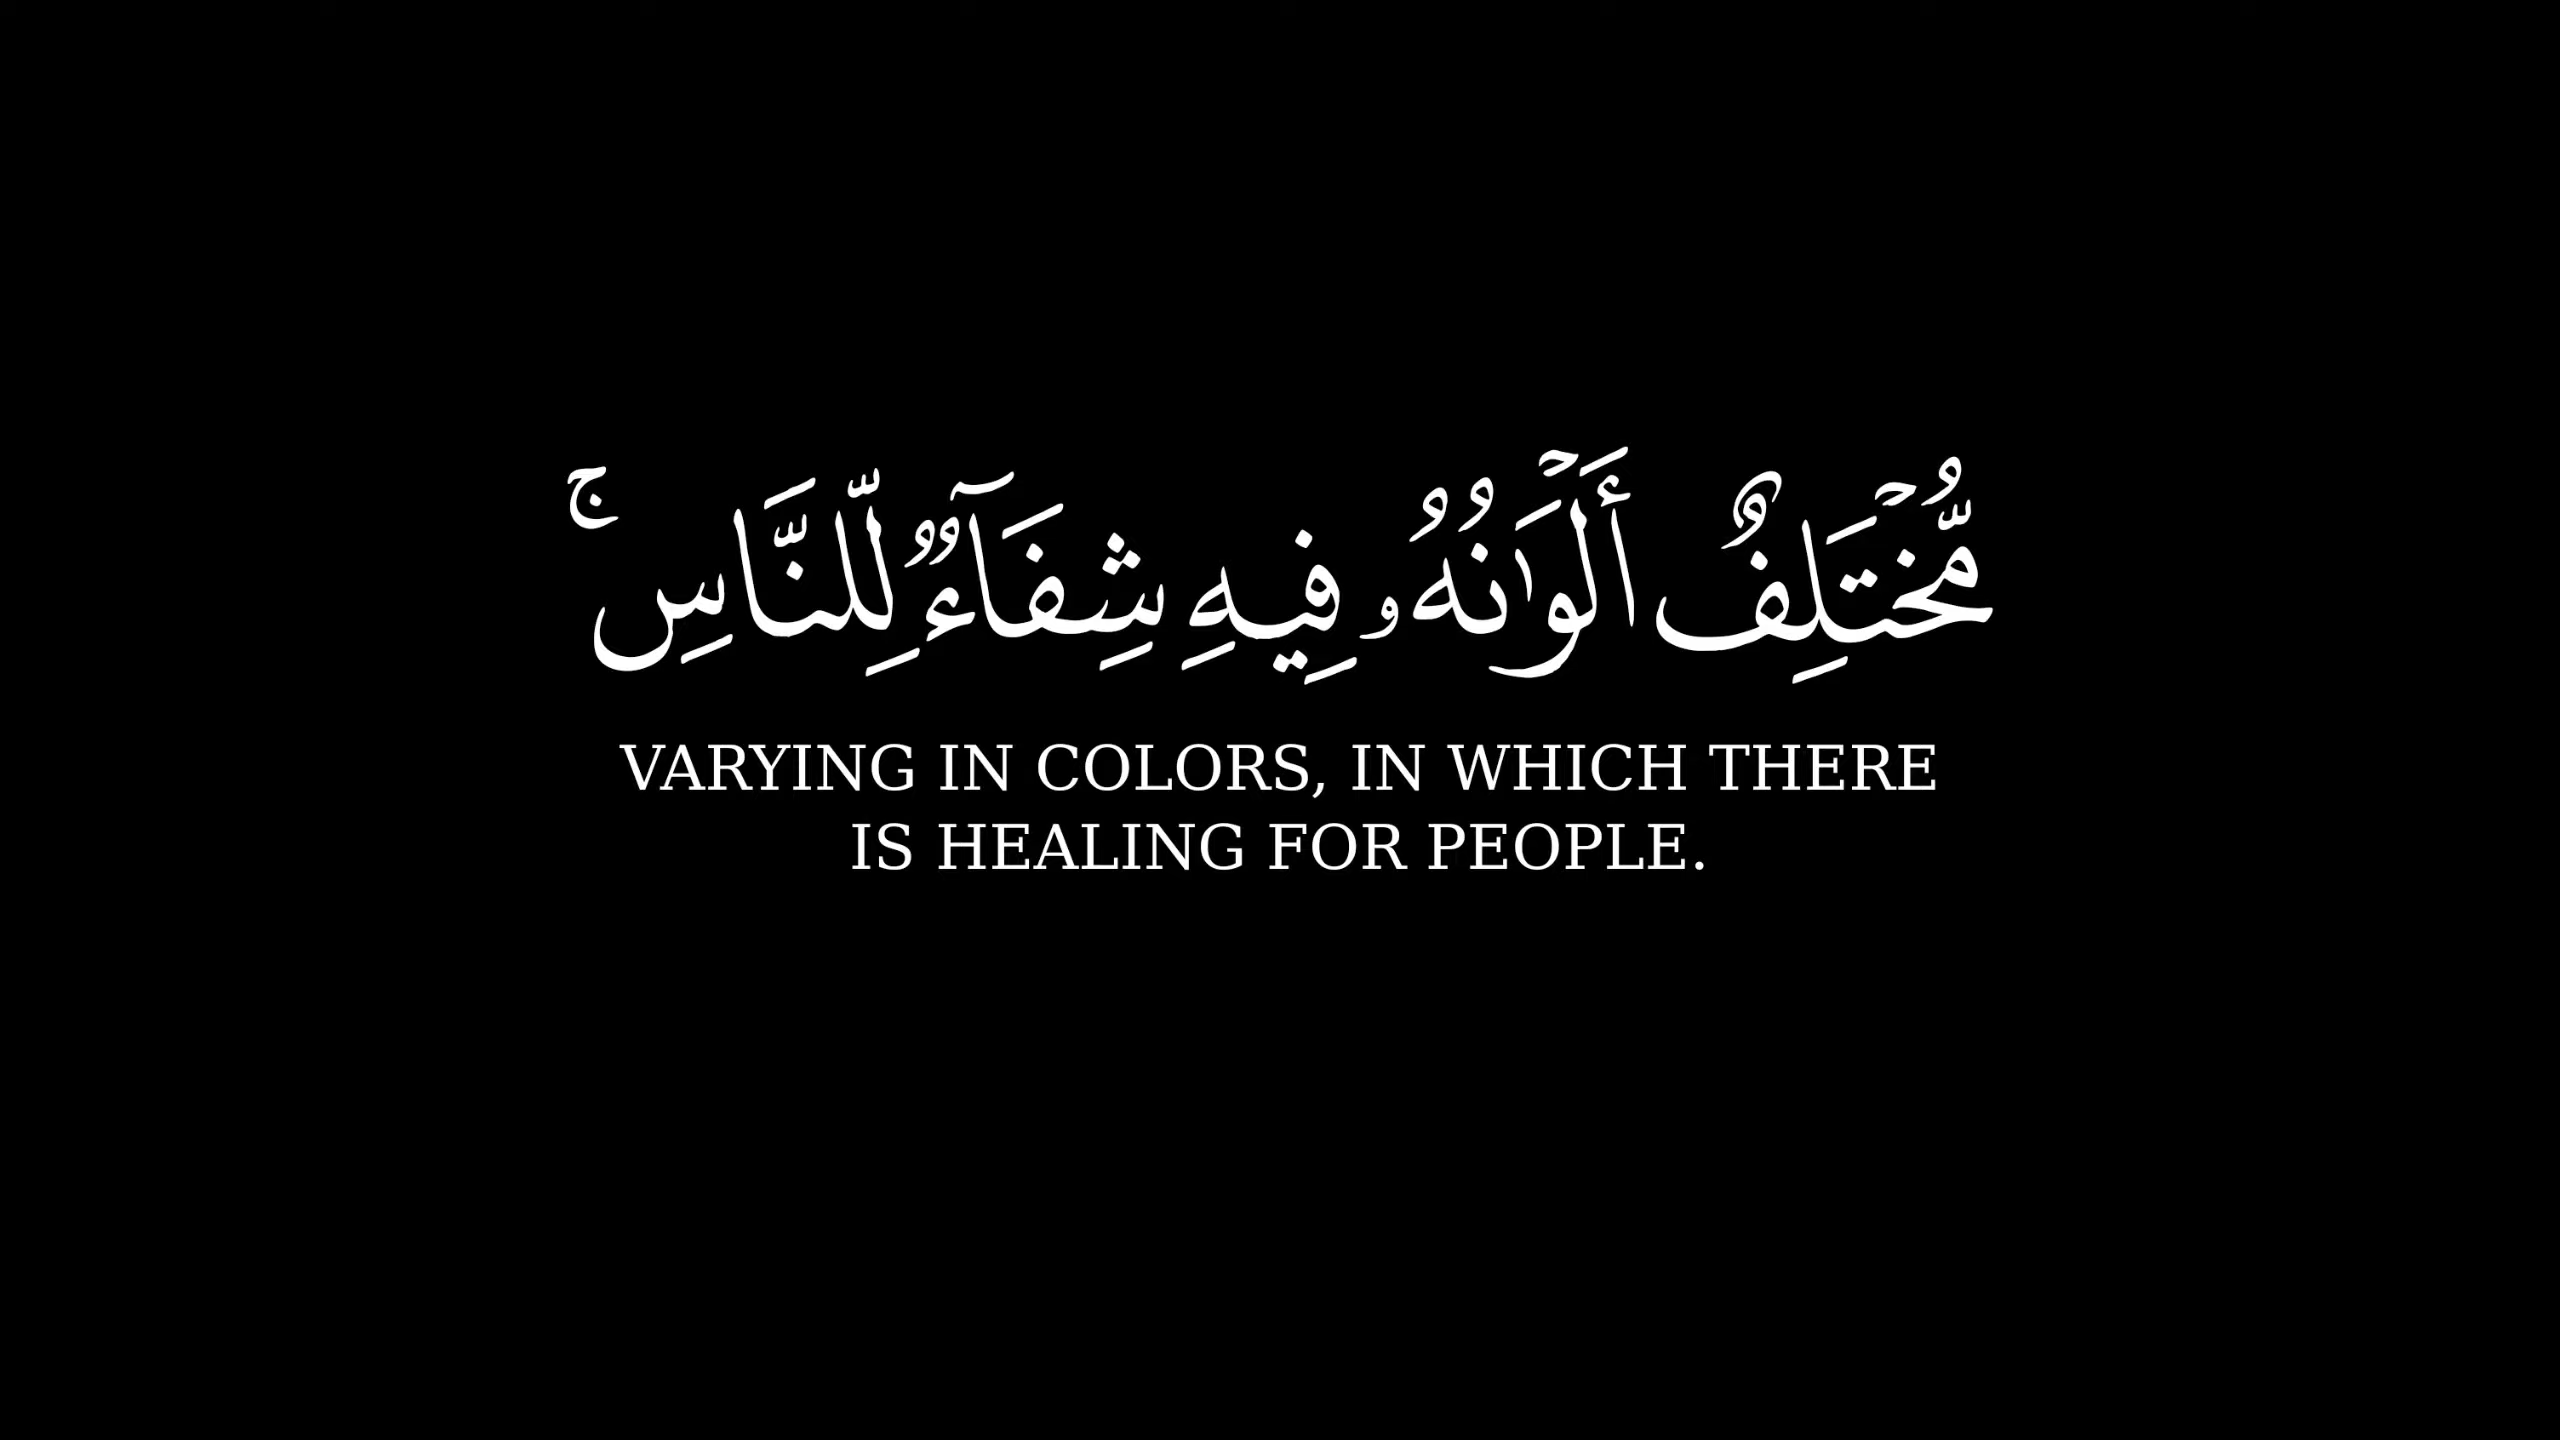 مُّخۡتَلِفٌ أَلۡوَٰنُهُۥ فِيهِ شِفَآءٞ لِّلنَّاسِۚ
VARYING IN COLORS, IN WHICH THERE
IS HEALING FOR PEOPLE.